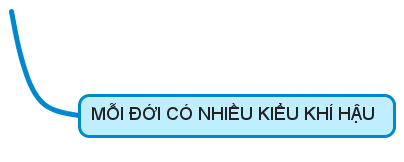 MỖI ĐỚI CÓ NHIỀU KIỂU KHÍ HẬU